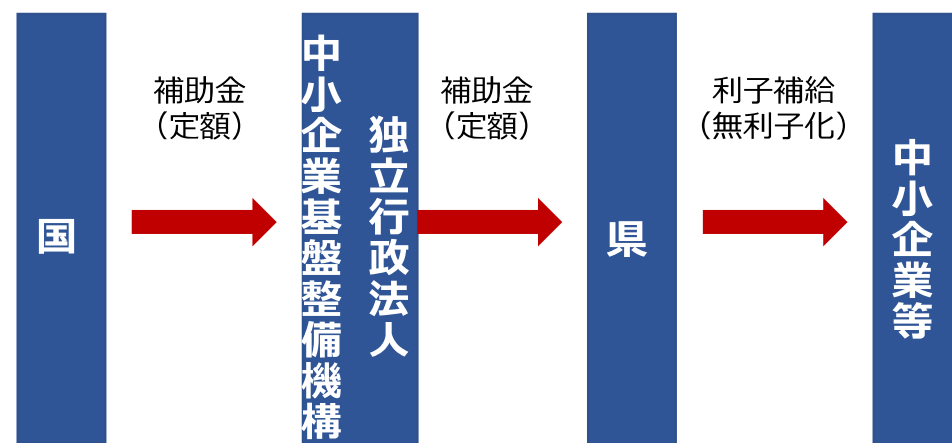 国
補助金
（定額）
独立行政法人
中小企業基盤整備機構
補助金
（定額）
県
利子補給
（無利子化）
中小企業等